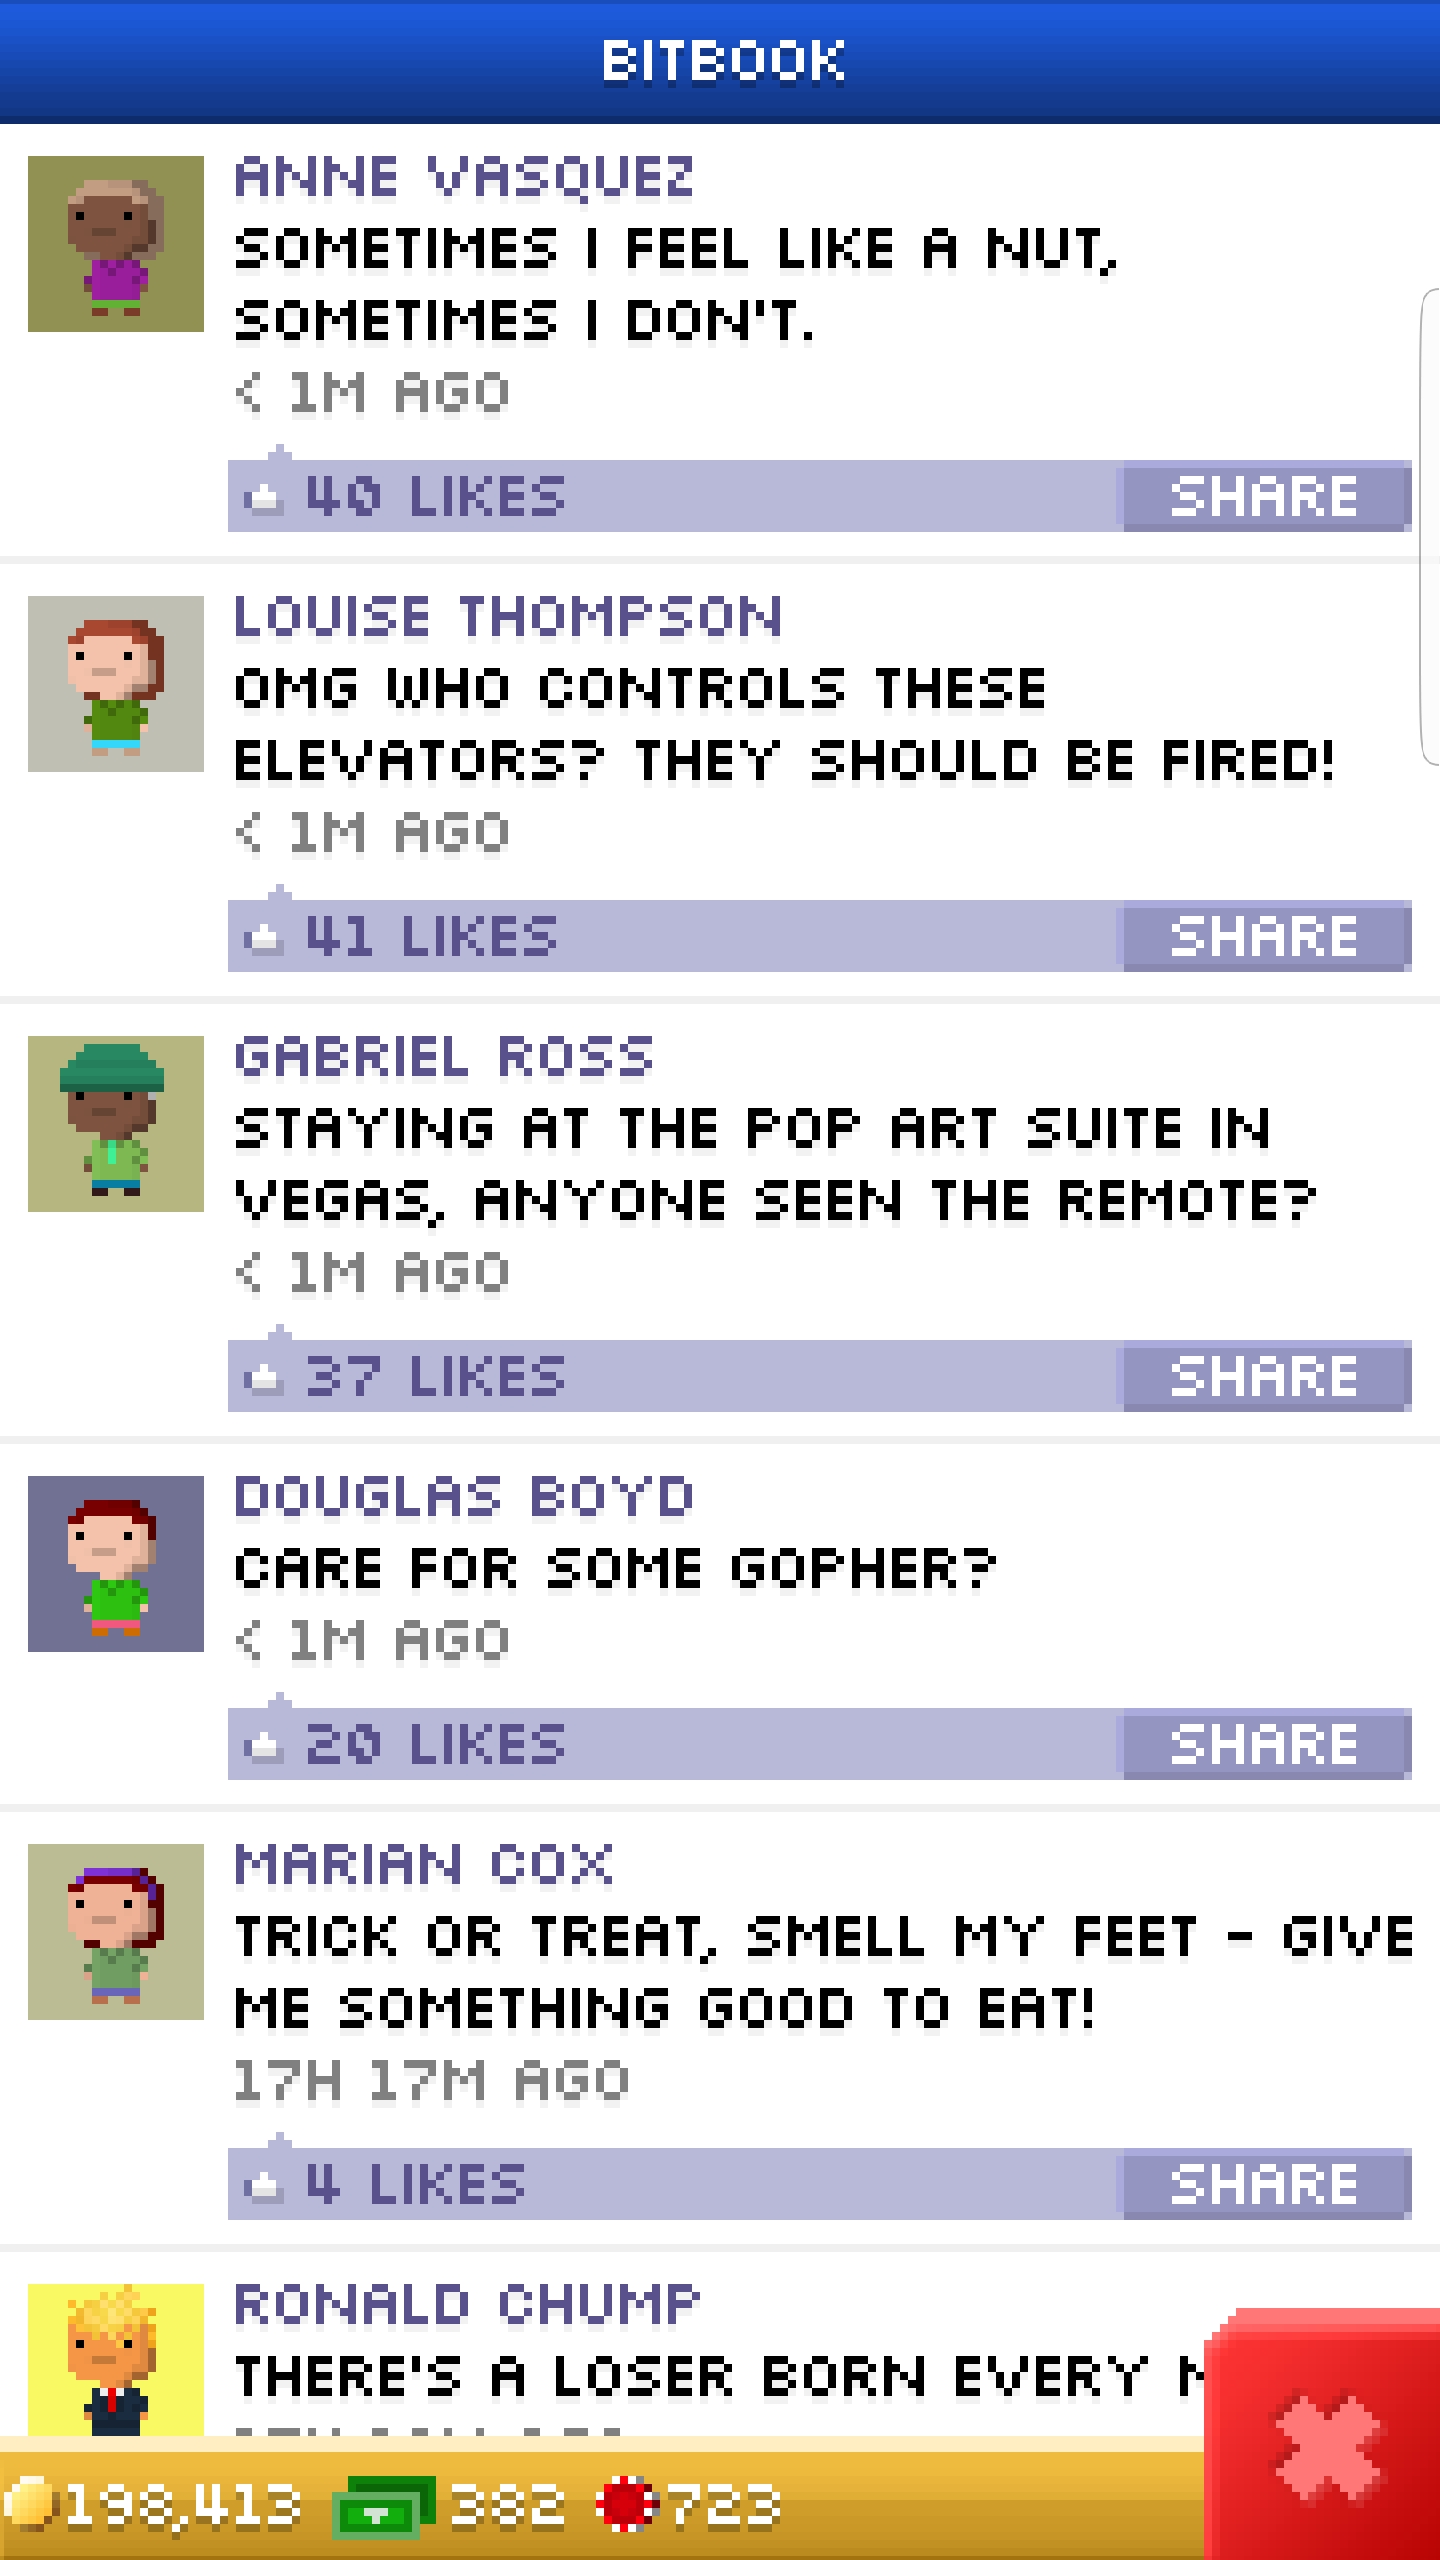 BITBOOK
ANNE VASQUEZ
SOMETIMES I FEEL LIKE A NUT,
SOMETIMES I DON'T.
< 1M AGO
40 LIKES SHARE
LOUISE THOMPSON
OMG WHO CONTROLS THESE
ELEVATORS? THEY SHOULD BE FIRED!
< 1M AGO
41 LIKES SHARE
GABRIEL ROSS
STAYING AT THE POP ART SUITE IN
VEGAS, ANYONE SEEN THE REMOTE?
< 1M AGO
37 LIKES SHARE
DOUGLAS BOYD
CARE FOR SOME GOPHER?
< 1M AGO
20 LIKES SHARE
MARIAN COX
TRICK OR TREAT, SMELL MY FEET - GIVE
ME SOMETHING GOOD TO EAT!
17H 17M AGO
4 LIKES SHARE
RONALD CHUMP
THERE'S A LOSER BORN EVERY
198,413 382 723